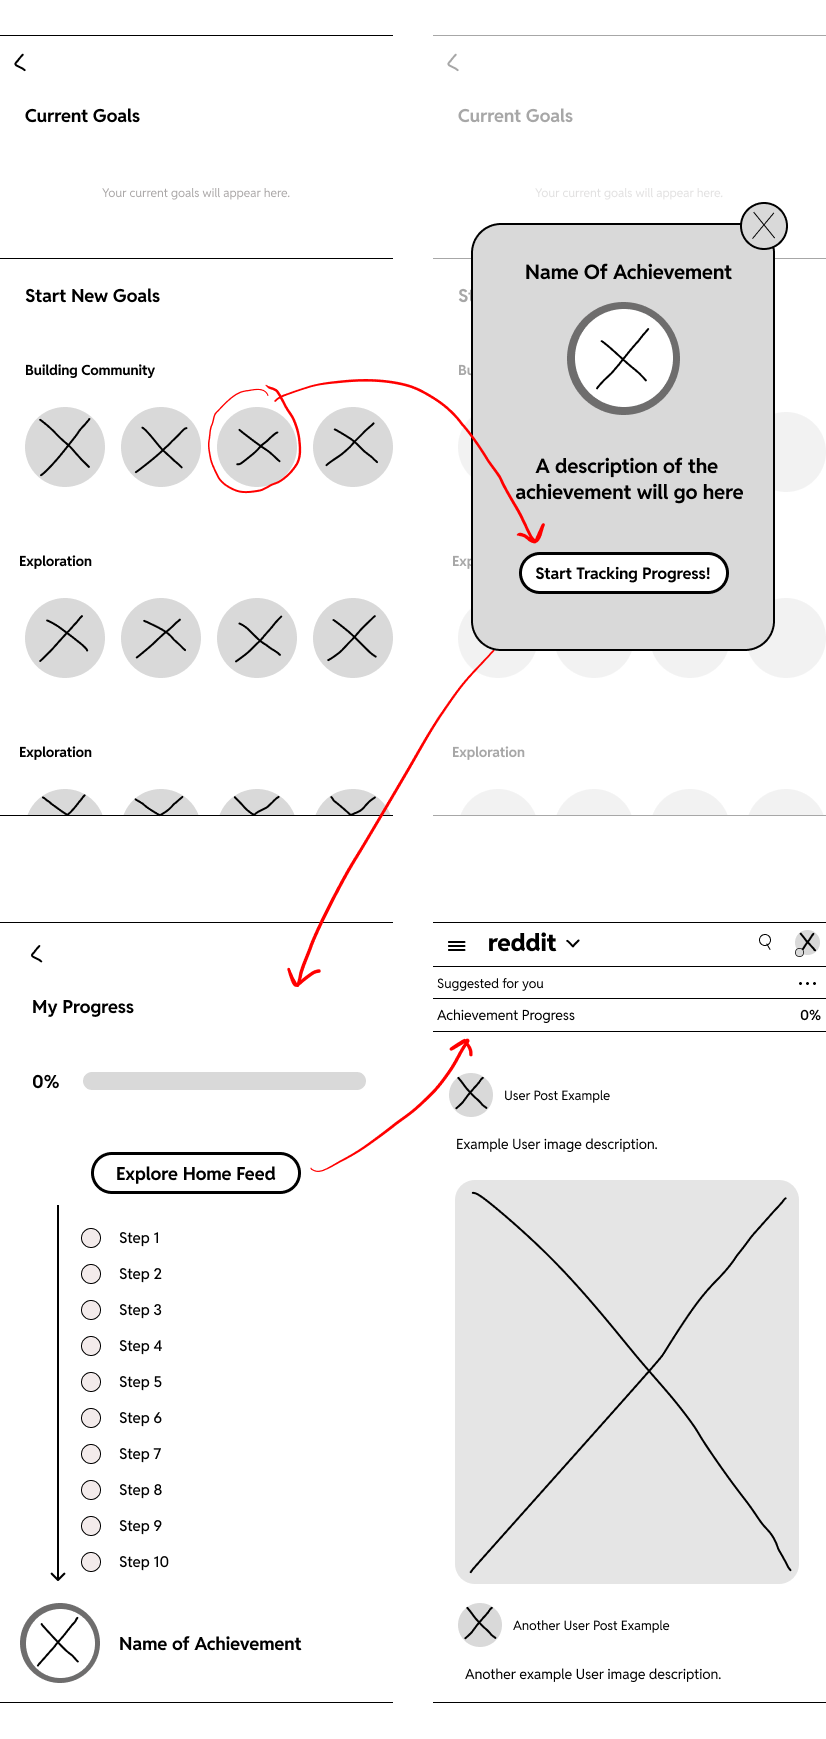 Current Goals
Your current goals will appear here.
Start New Goals
Building Community
Exploration
Exploration
Current Goals
Your current goals will appear here.
St
Name Of Achievement
Bu
A description of the
achievement will go here
Exp
Start Tracking Progress!
Exploration
My Progress
0%
Explore Home Feed
Step 1
Step 2
Step 3
Step 4
Step 5
Step 6
Step 7
Step 8
Step 9
Step 10
Name of Achievement
reddit
Suggested for you
Achievement Progress 0%
User Post Example
Example User image description.
Another User Post Example
Another example User image description.